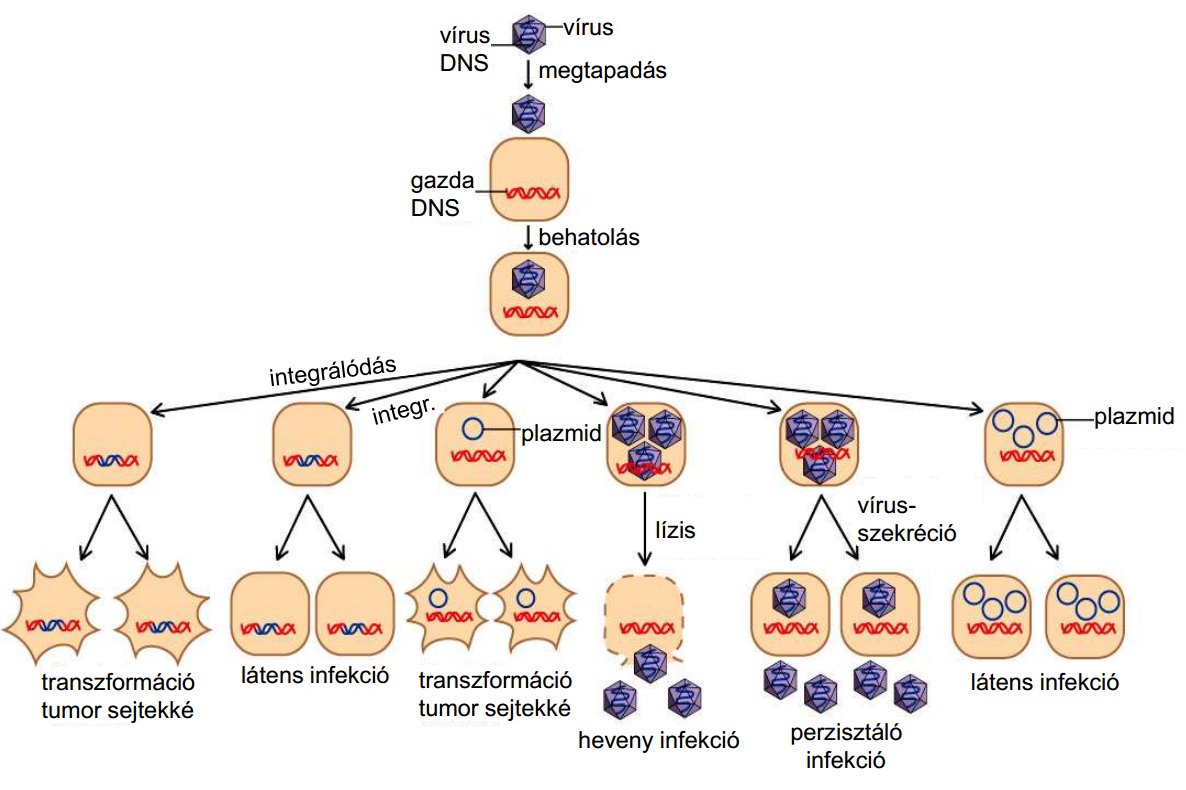 vírus
vírus
DNS
megtapadás
gazda
DNS
behatolás
integrálódás
integr.
plazmid
plazmid
lízis
vírus-
szekréció
transzformáció
tumor sejtekké
látens infekció
transzformáció
tumor sejtekké
heveny infekció
perzisztáló
infekció
látens infekció